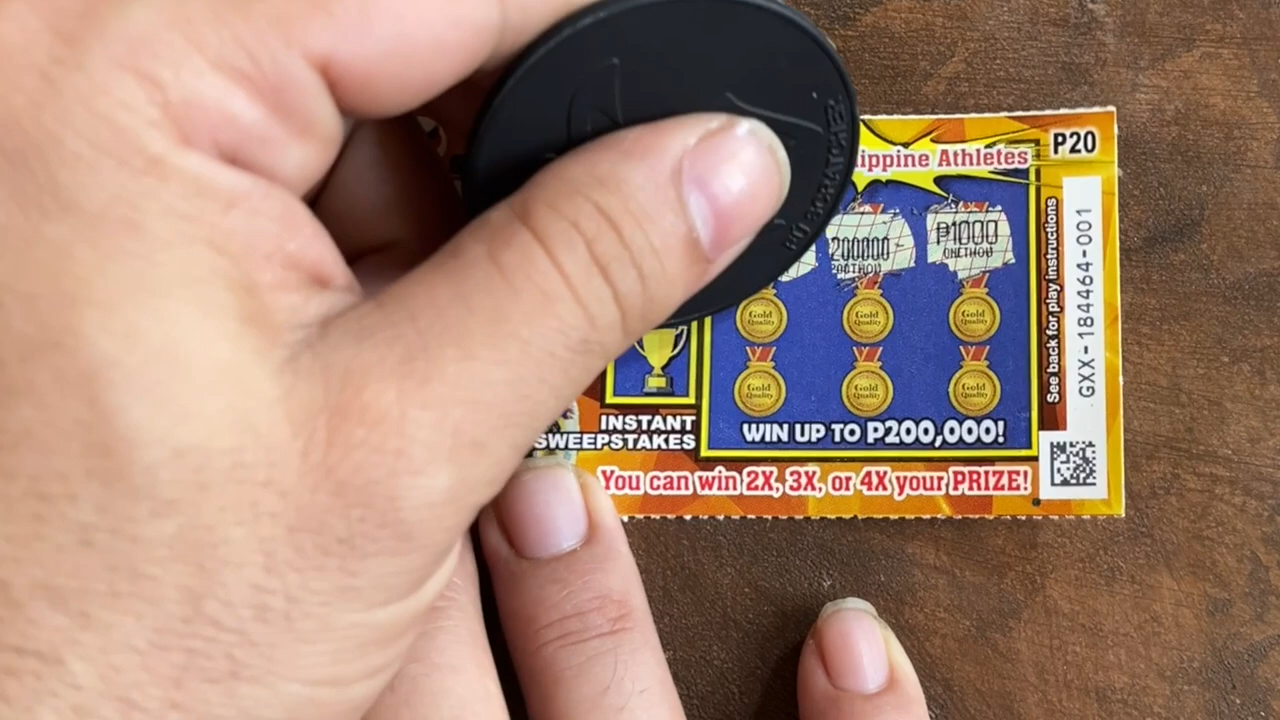 ippine Athletes
P20
200000
₱1000
ONETHOU
See back for play instructions
GXX-184464-001
Gold Quality
Gold Quality
Gold Quality
Gold Quality
Gold Quality
Gold Quality
INSTANT
SWEEPSTAKES
WIN UP TO ₱200,000!
You can win 2X, 3X, or 4X your PRIZE!